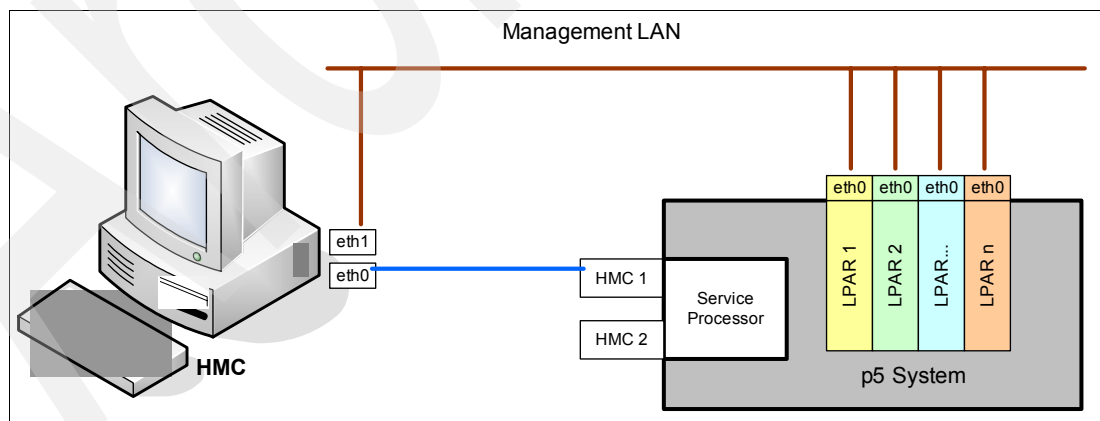 Management LAN
eth0 eth0 eth0 eth0
eth1
eth0
HMC 1
HMC 2
Service
Processor
LPAR 1
LPAR 2
LPAR...
LPAR n
p5 System
HMC